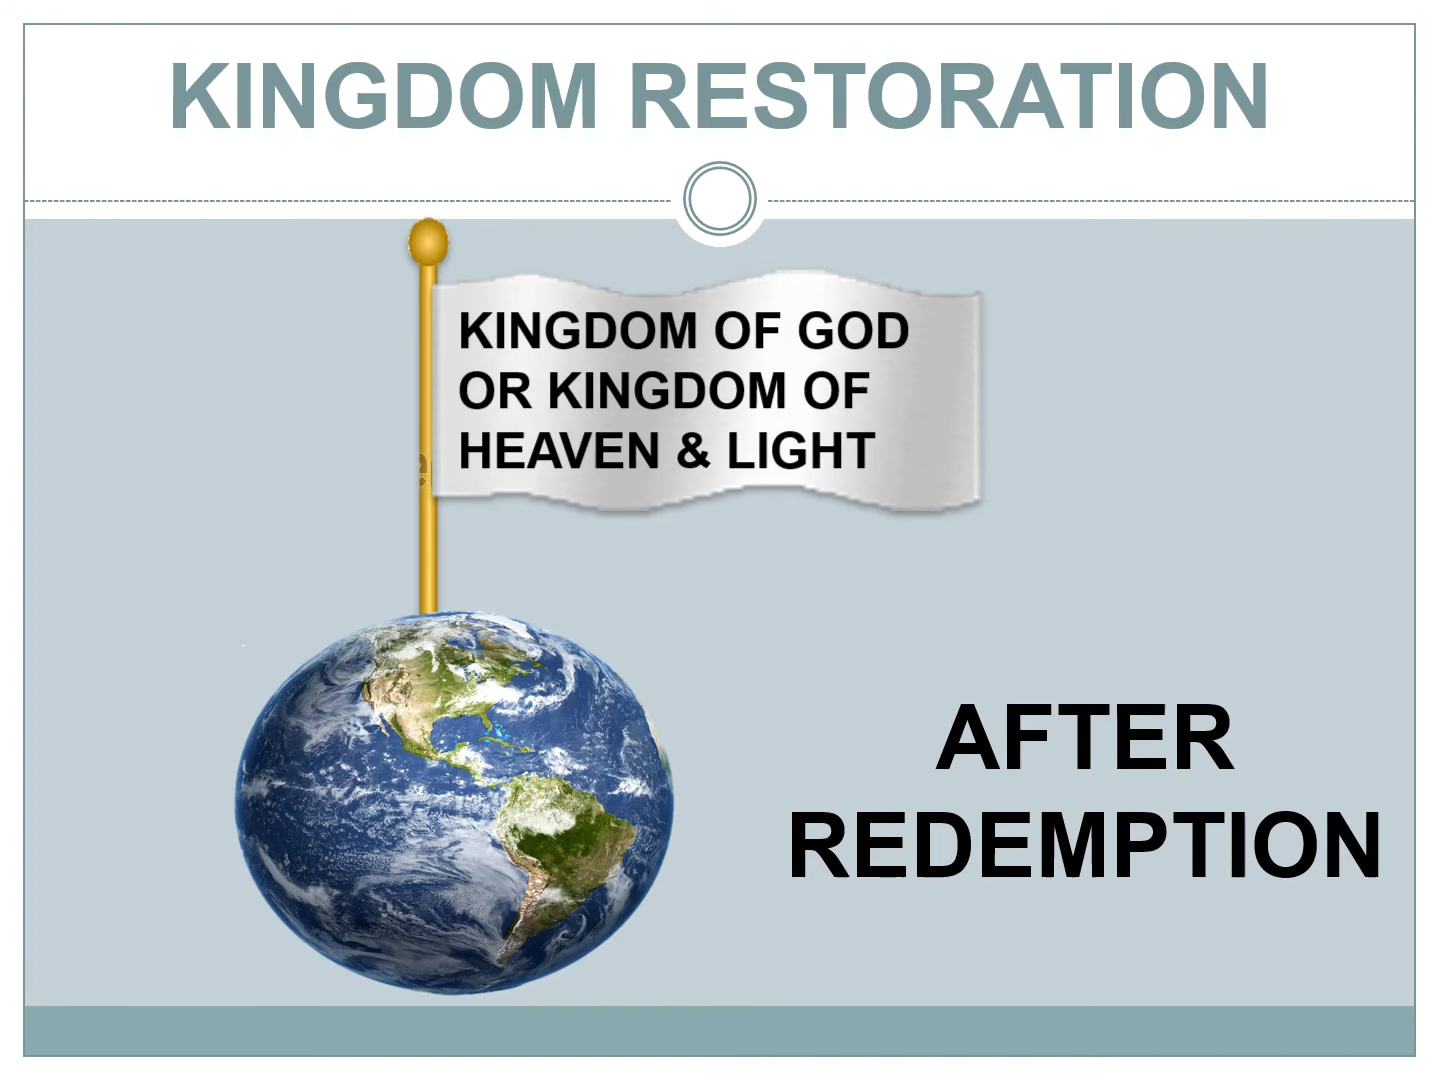 KINGDOM RESTORATION
KINGDOM OF GOD
OR KINGDOM OF
HEAVEN & LIGHT
AFTER
REDEMPTION